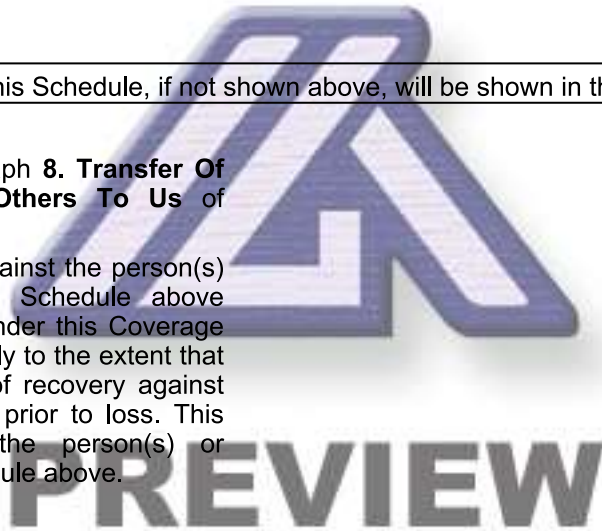 his Schedule, if not shown above, will be shown in th
ph 8. Transfer Of
Others To Us of
ainst the person(s)
Schedule above
nder this Coverage
ly to the extent that
of recovery against
prior to loss. This
the person(s) or
ule above.
PREVIEW